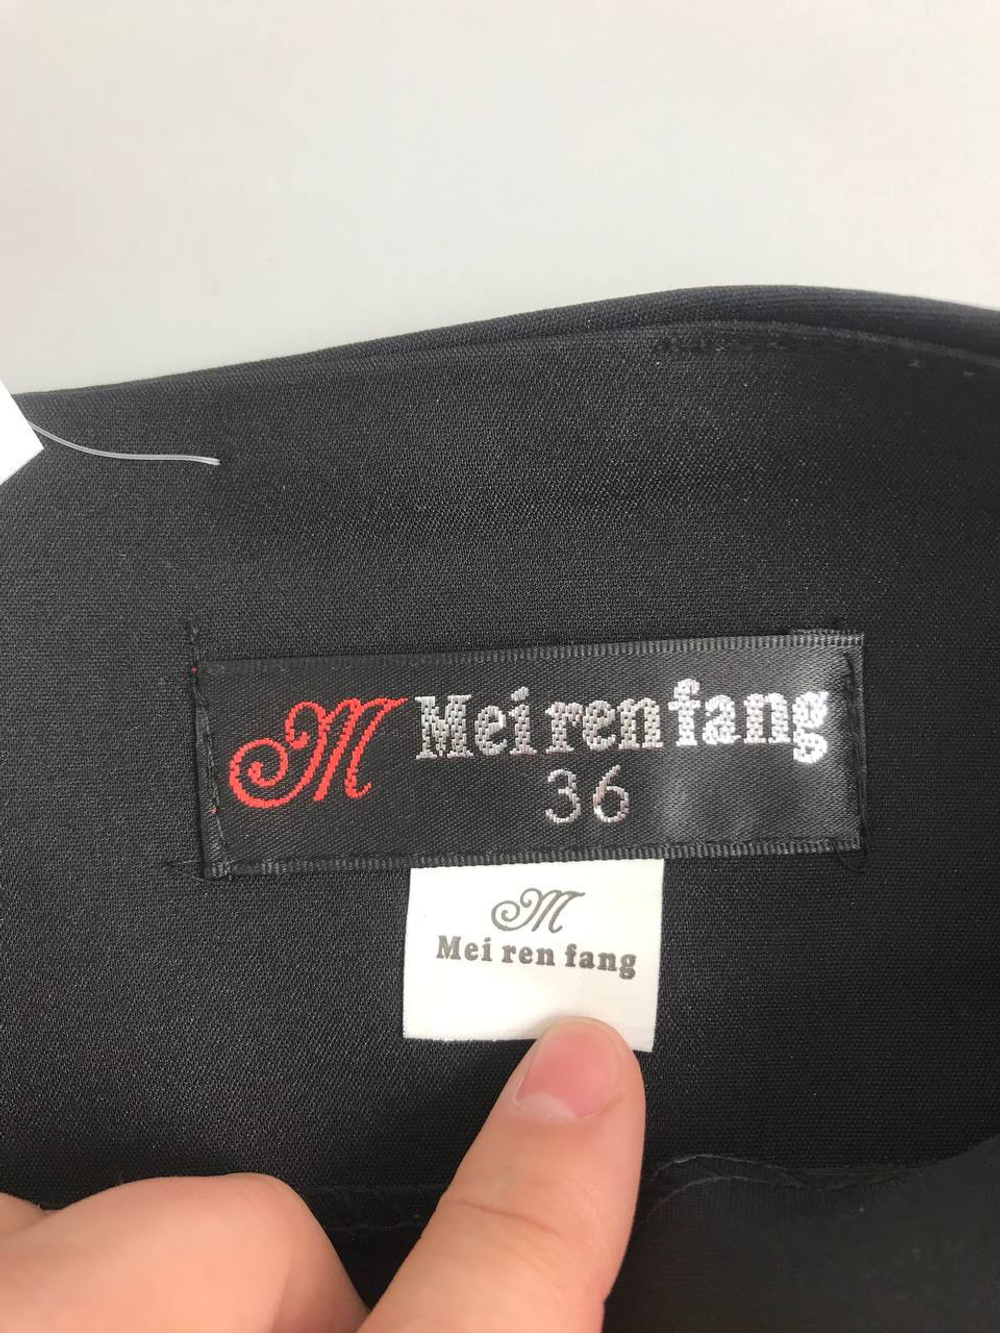 M Mei ren fang
36
M
Mei ren fang